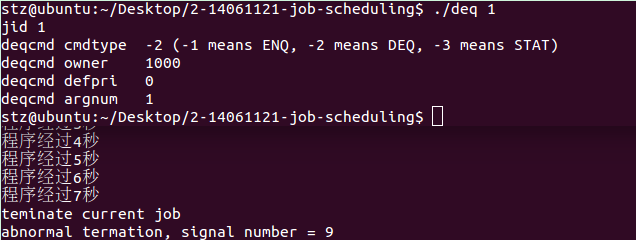 stz@ubuntu:~/Desktop/2-14061121-job-scheduling$ ./deq 1
jid 1
deqcmd cmdtype  -2 (-1 means ENQ, -2 means DEQ, -3 means STAT)
deqcmd owner    1000
deqcmd defpri   0
deqcmd argnum   1
stz@ubuntu:~/Desktop/2-14061121-job-scheduling$
程序经过4秒
程序经过5秒
程序经过6秒
程序经过7秒
teminate current job
abnormal termation, signal number = 9